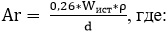 Ar = 0,26*Wист*ρ / d , где: